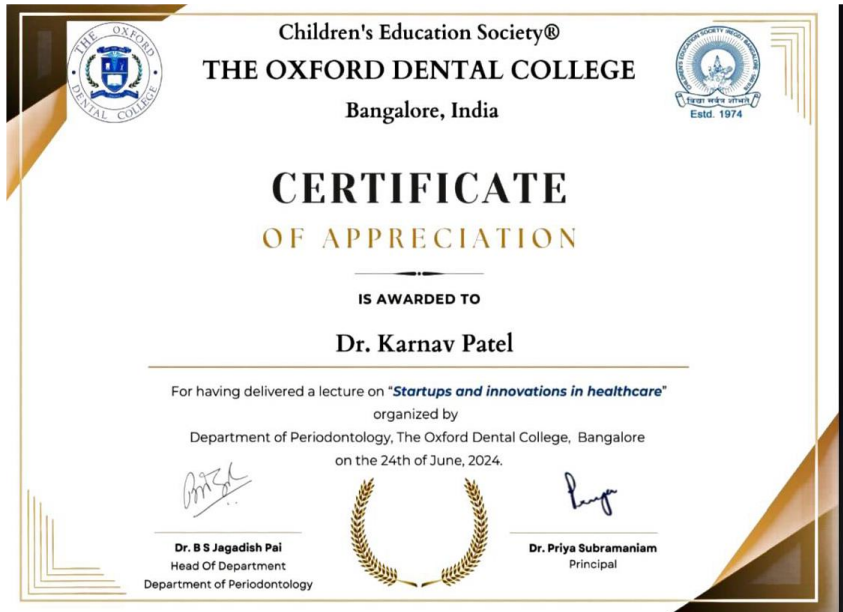 Children's Education Society®
THE OXFORD DENTAL COLLEGE
Bangalore, India
THE OXFORD
DENTAL COLLEGE
विद्या सर्वत्र शोभते
Estd. 1974
CERTIFICATE
OF APPRECIATION
IS AWARDED TO
Dr. Karnav Patel
For having delivered a lecture on “Startups and innovations in healthcare”
organized by
Department of Periodontology, The Oxford Dental College, Bangalore
on the 24th of June, 2024.
Dr. B S Jagadish Pai
Head Of Department
Department of Periodontology
Dr. Priya Subramaniam
Principal